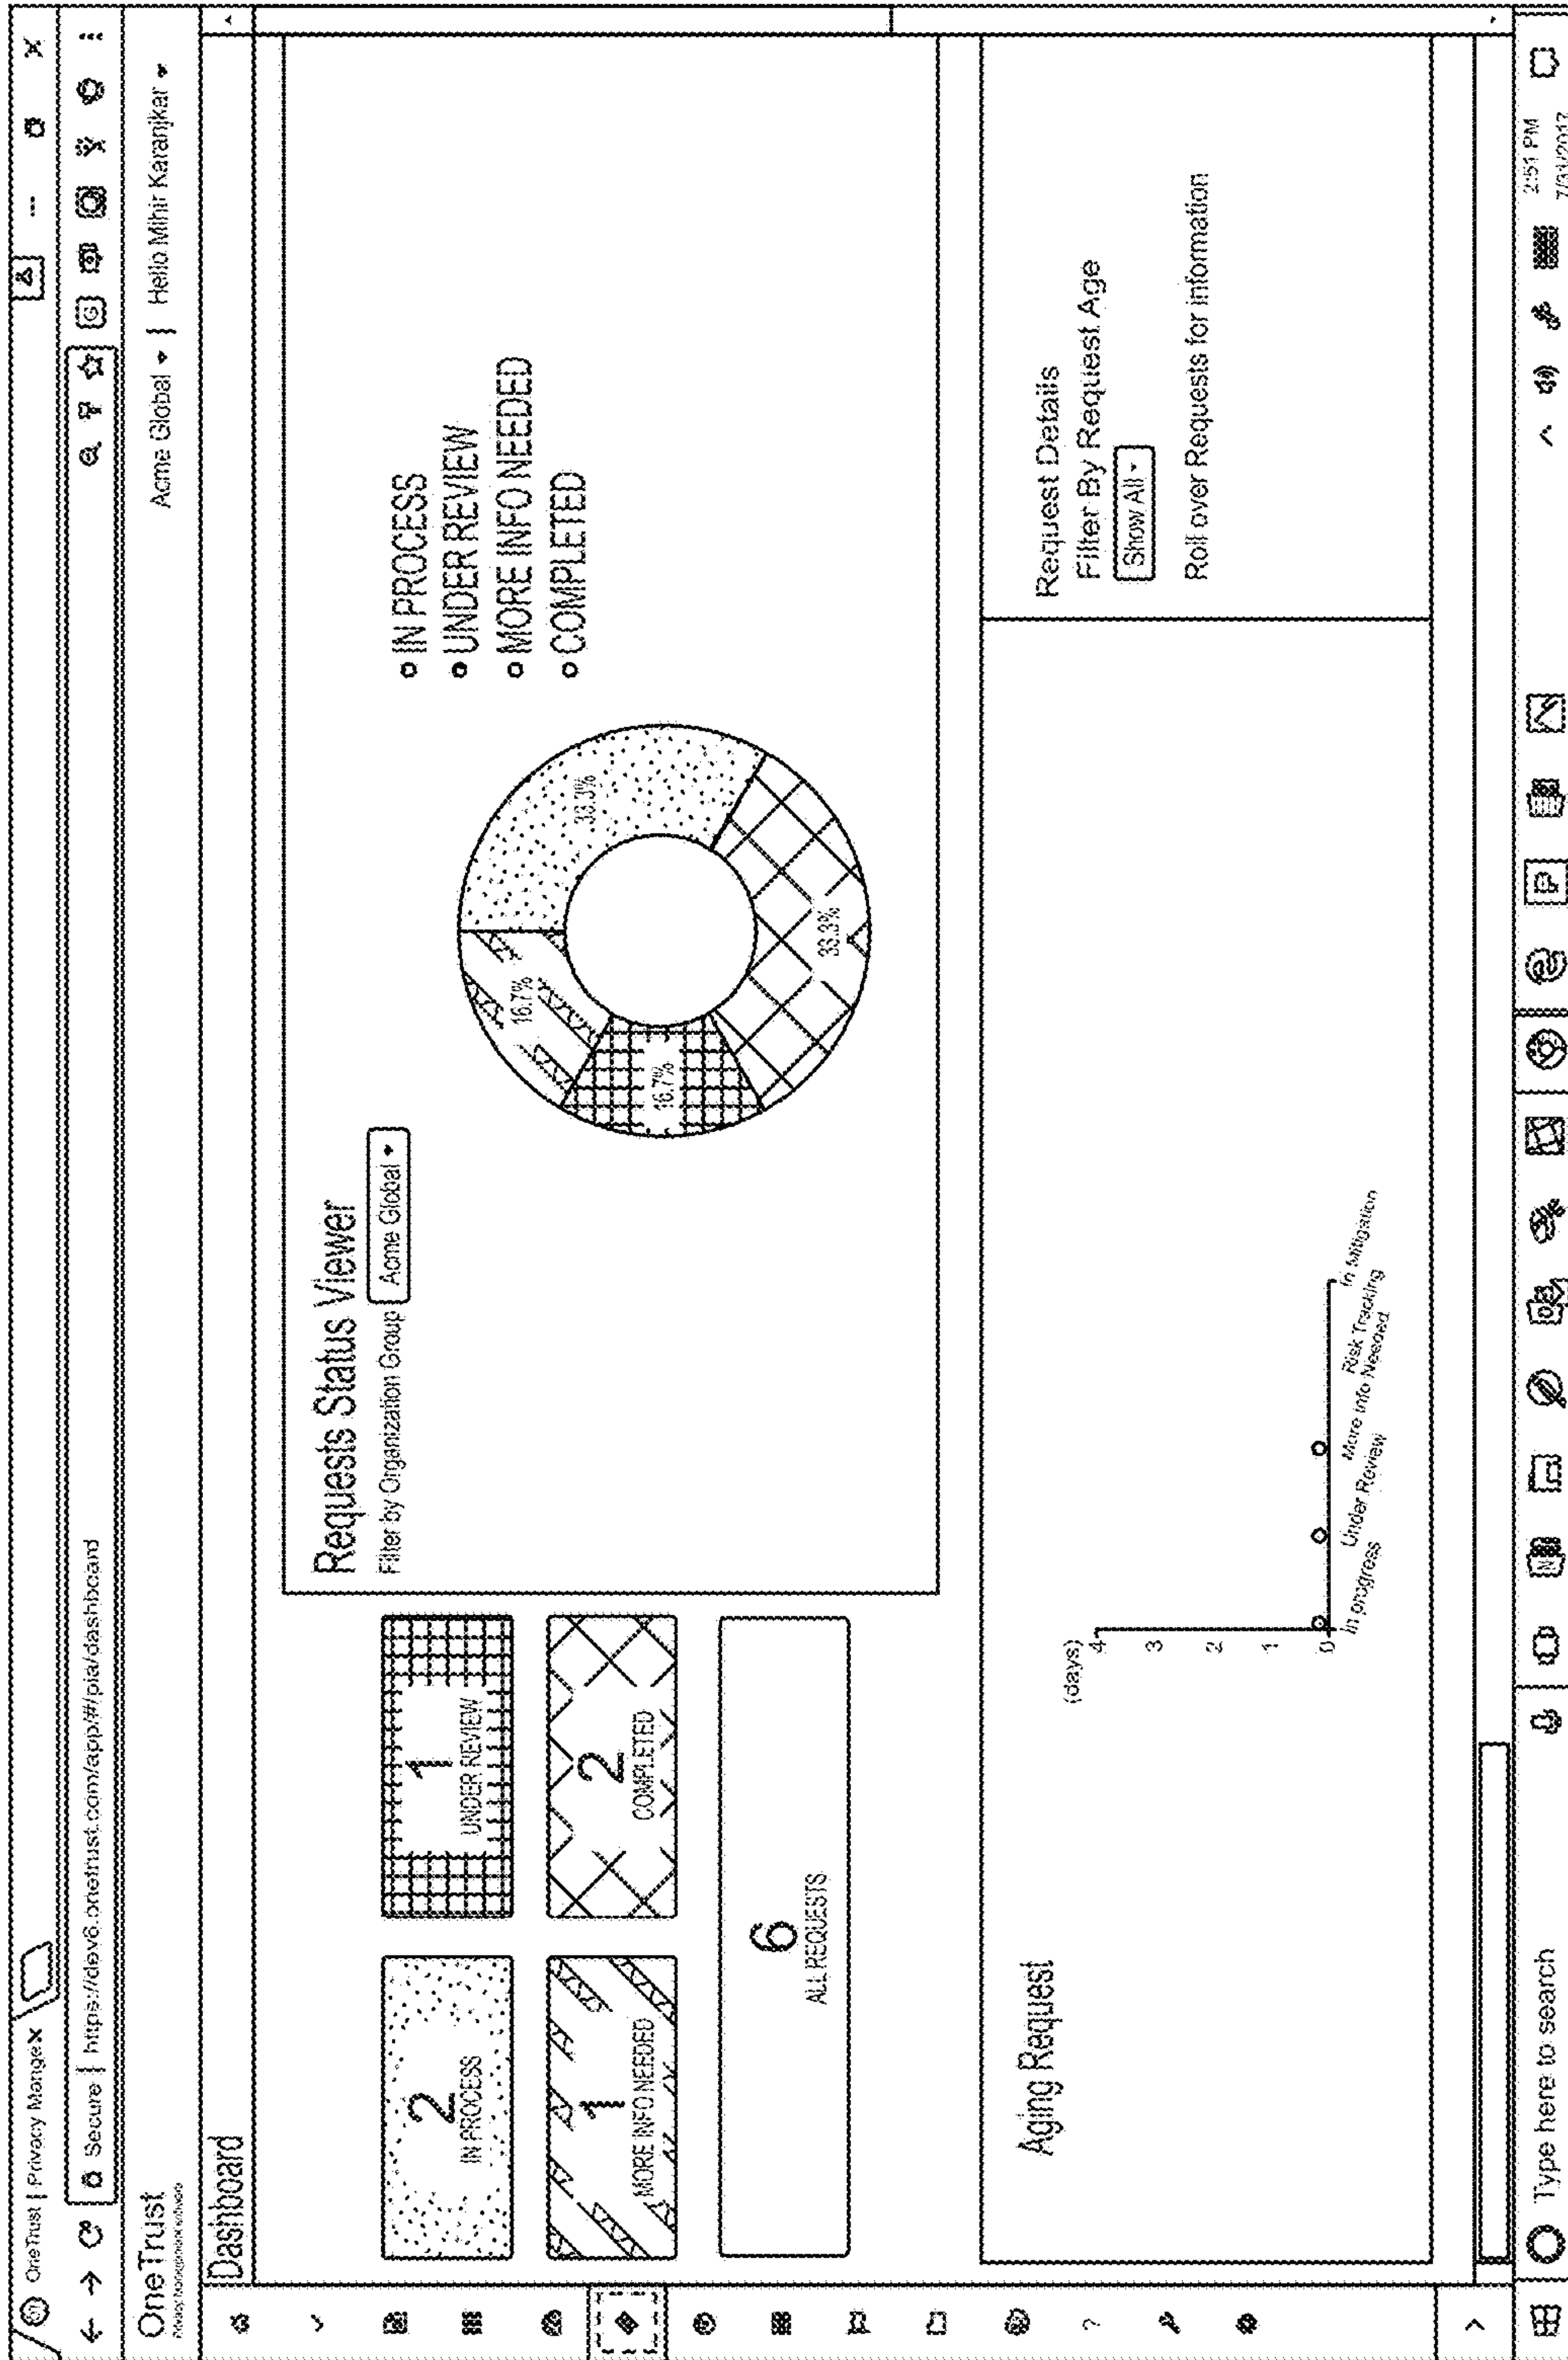 OneTrust | Privacy Mange X
Secure | https://dev6.onetrust.com/app/#/pia/dashboard
OneTrust
Acme Global | Hello Mihir Karanjkar
Dashboard
2
IN PROCESS
1
UNDER REVIEW
1
MORE INFO NEEDED
2
COMPLETED
6
ALL REQUESTS
Requests Status Viewer
Filter by Organization Group Acme Global
16.7%
33.3%
16.7%
33.3%
IN PROCESS
UNDER REVIEW
MORE INFO NEEDED
COMPLETED
Aging Request
(days)
4
3
2
1
0
In progress
Under Review
More Info Needed
Risk Tracking
In Mitigation
Request Details
Filter By Request Age
Show All
Roll over Requests for information
Type here to search
2:51 PM
7/31/2017